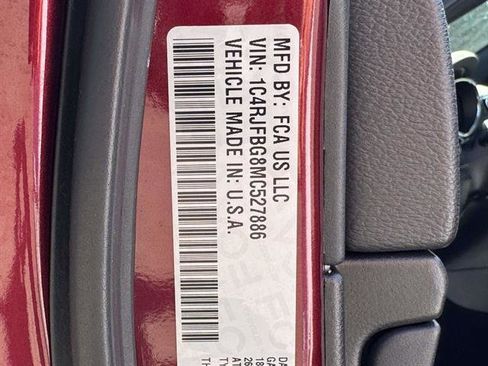 MFD BY: FCA US LLC
VIN: 1C4RJFBG8MC527886
VEHICLE MADE IN: U.S.A.